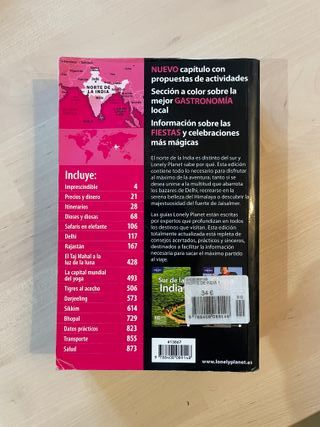 NORTE DE
LA INDIA
NUEVO capítulo con
propuestas de actividades
Sección a color sobre la
mejor GASTRONOMÍA
local
Información sobre las
FIESTAS y celebraciones
más mágicas
El norte de la India es distinto del sur y
Lonely Planet sabe por qué. Esta edición
contiene todo lo necesario para disfrutar
al máximo de la aventura, tanto si se
desea unirse a la multitud que abarrota
los bazares de Delhi, recrearse en la
serena belleza del Himalaya o descubrir la
majestuosidad del fuerte de Jaisalmer.
Las guías Lonely Planet están escritas
por expertos que profundizan en todos
los destinos que visitan. Esta edición
totalmente actualizada está repleta de
consejos acertados, prácticos y sinceros,
destinados a facilitar la información
necesaria para sacar el máximo partido
al viaje.
Incluye:
Imprescindible 4
Precios y dinero 21
Itinerarios 28
Dioses y diosas 68
Safaris en elefante 106
Delhi 117
Rajastán 167
El Taj Mahal a la
luz de la luna 428
La capital mundial
del yoga 493
Tigres al acecho 506
Darjeeling 573
Sikkim 614
Bhopal 729
Datos prácticos 823
Transporte 855
Salud 873
Sur de la
India
34 €
9 788408 069148
www.lonelyplanet.es